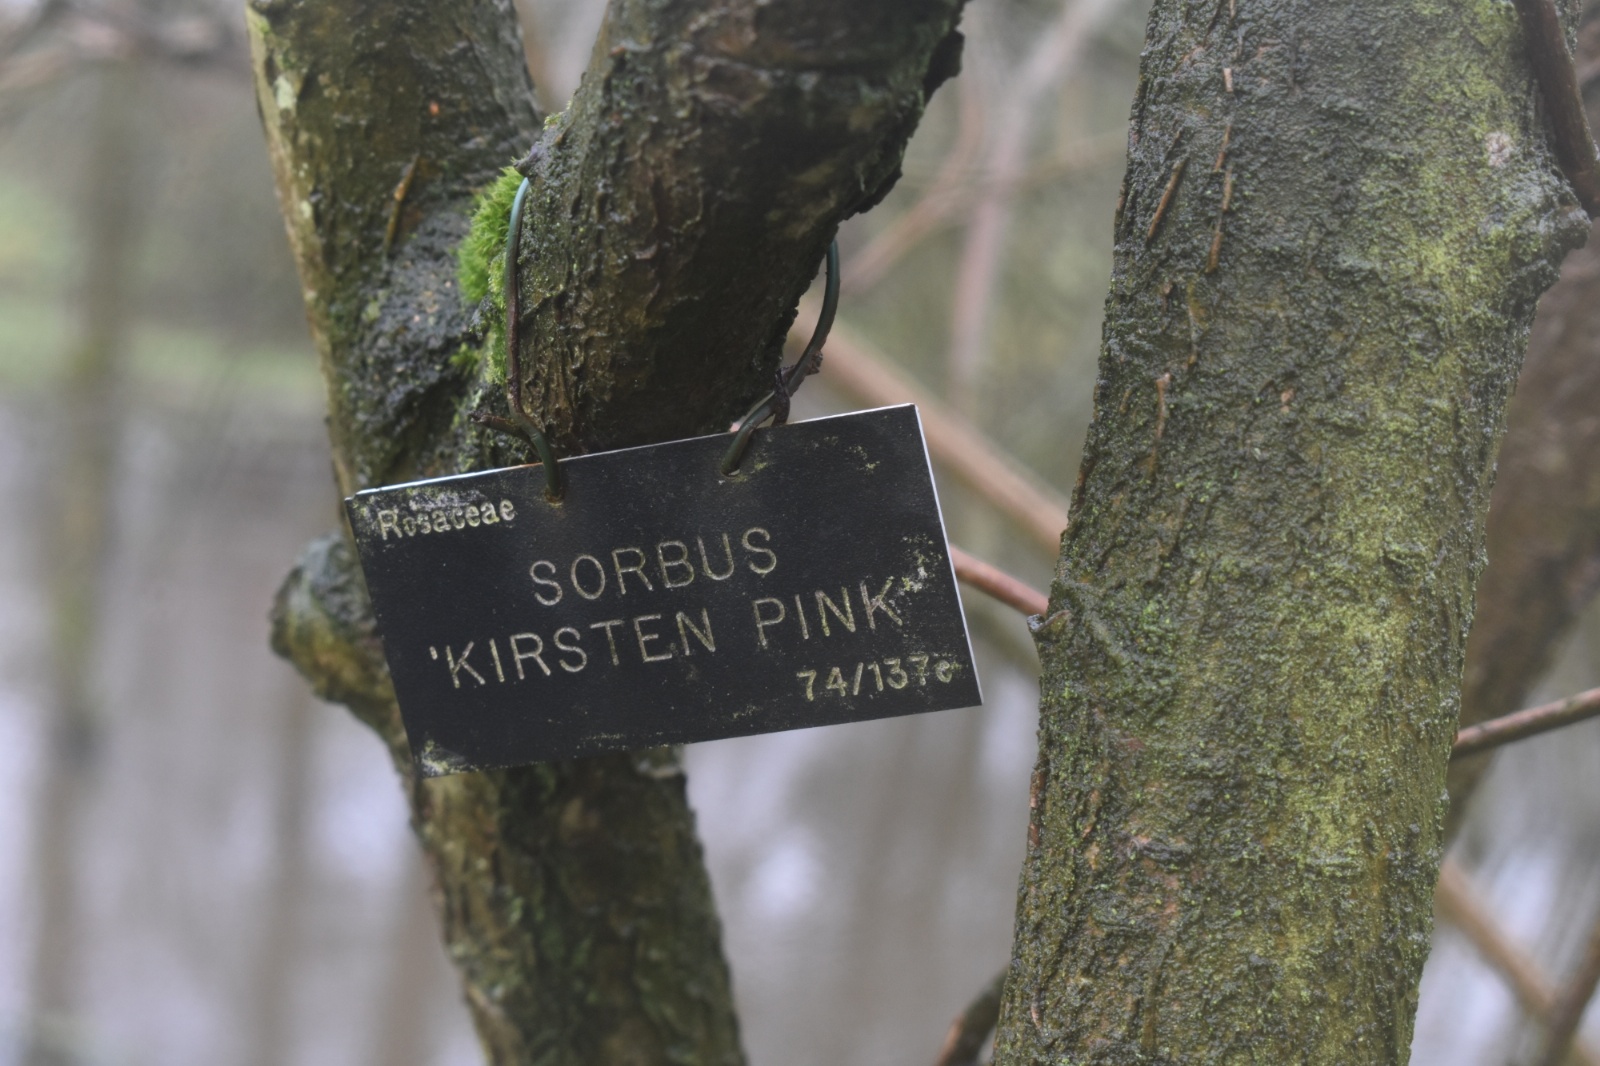 Rosaceae
SORBUS
'KIRSTEN PINK'
74/137c